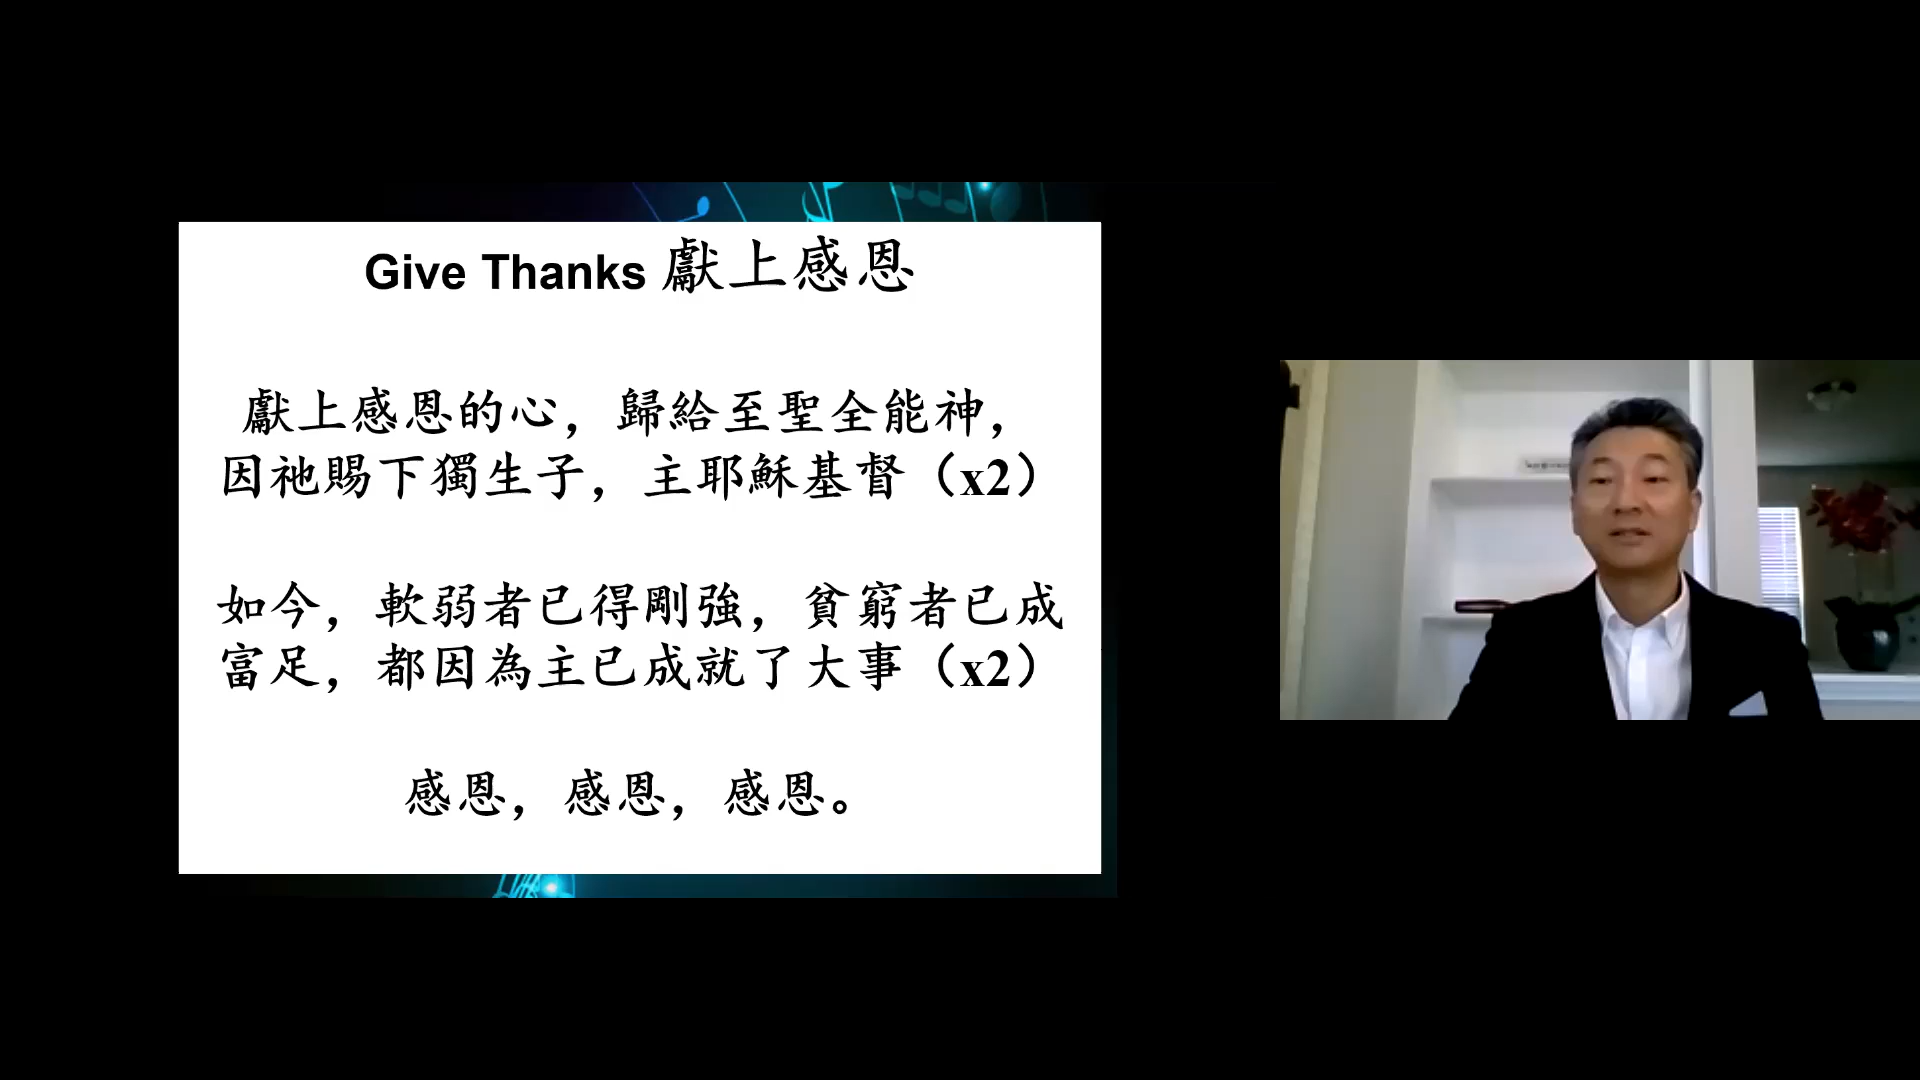 Give Thanks 獻上感恩
獻上感恩的心，歸給至聖全能神，
因祂賜下獨生子，主耶穌基督（x2）
如今，軟弱者已得剛強，貧窮者已成
富足，都因為主已成就了大事（x2）
感恩，感恩，感恩。